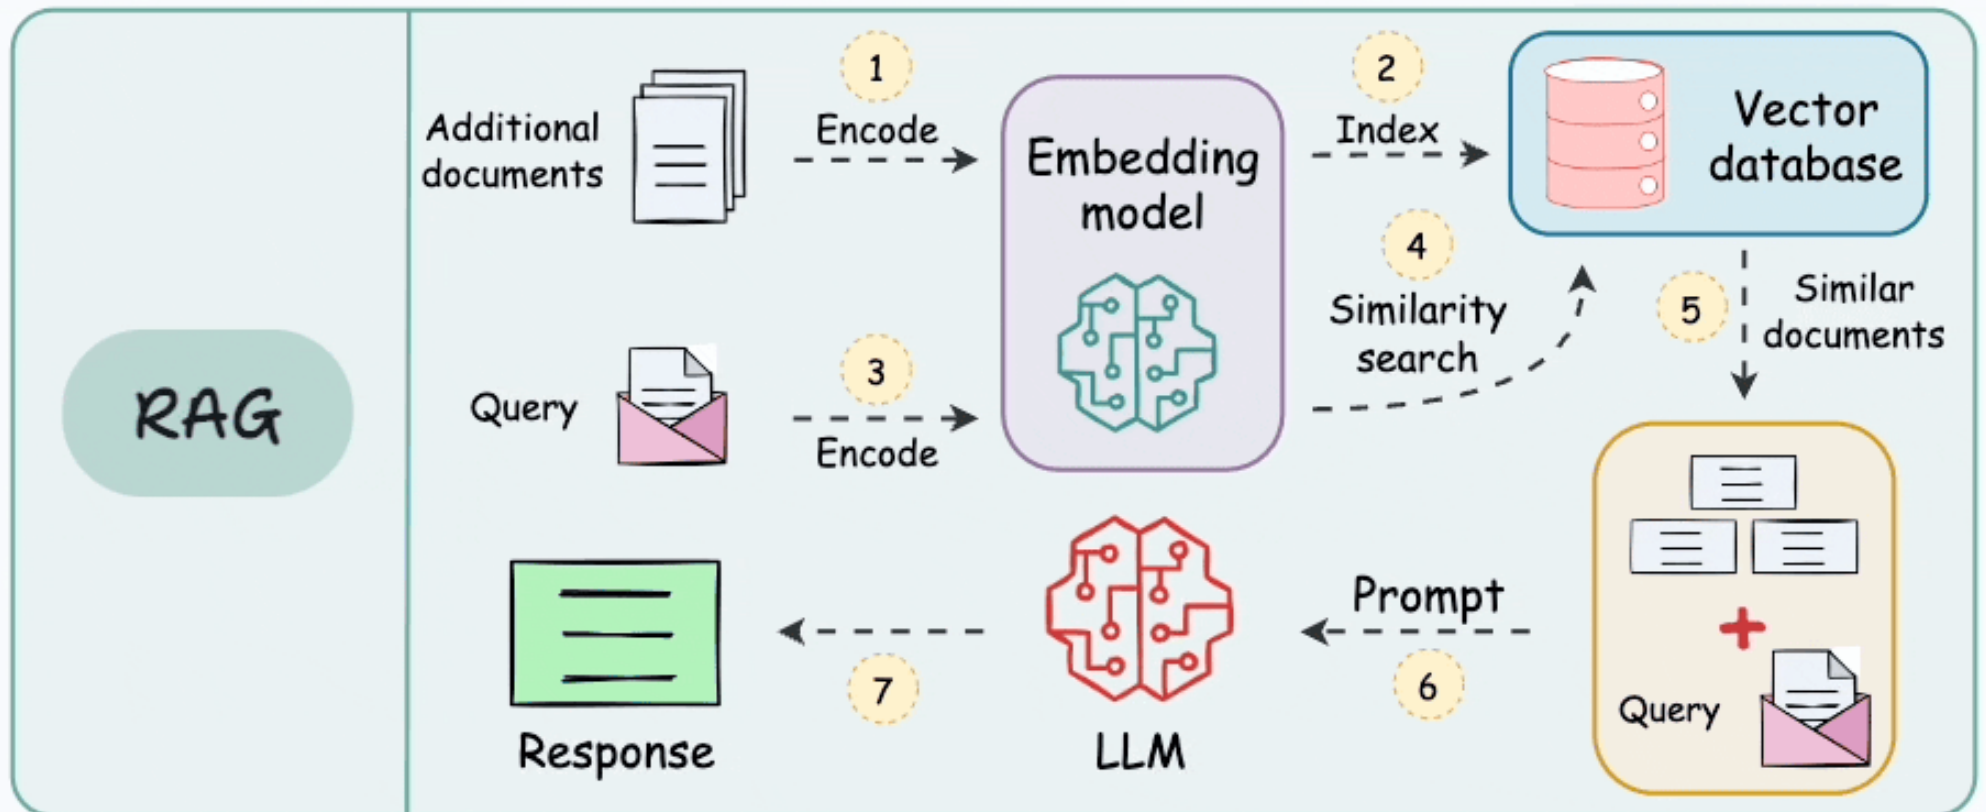 RAG
Additional
documents
1
Encode
Embedding
model
2
Index
Vector
database
Query
3
Encode
4
Similarity
search
5
Similar
documents
Query
Prompt
6
LLM
7
Response